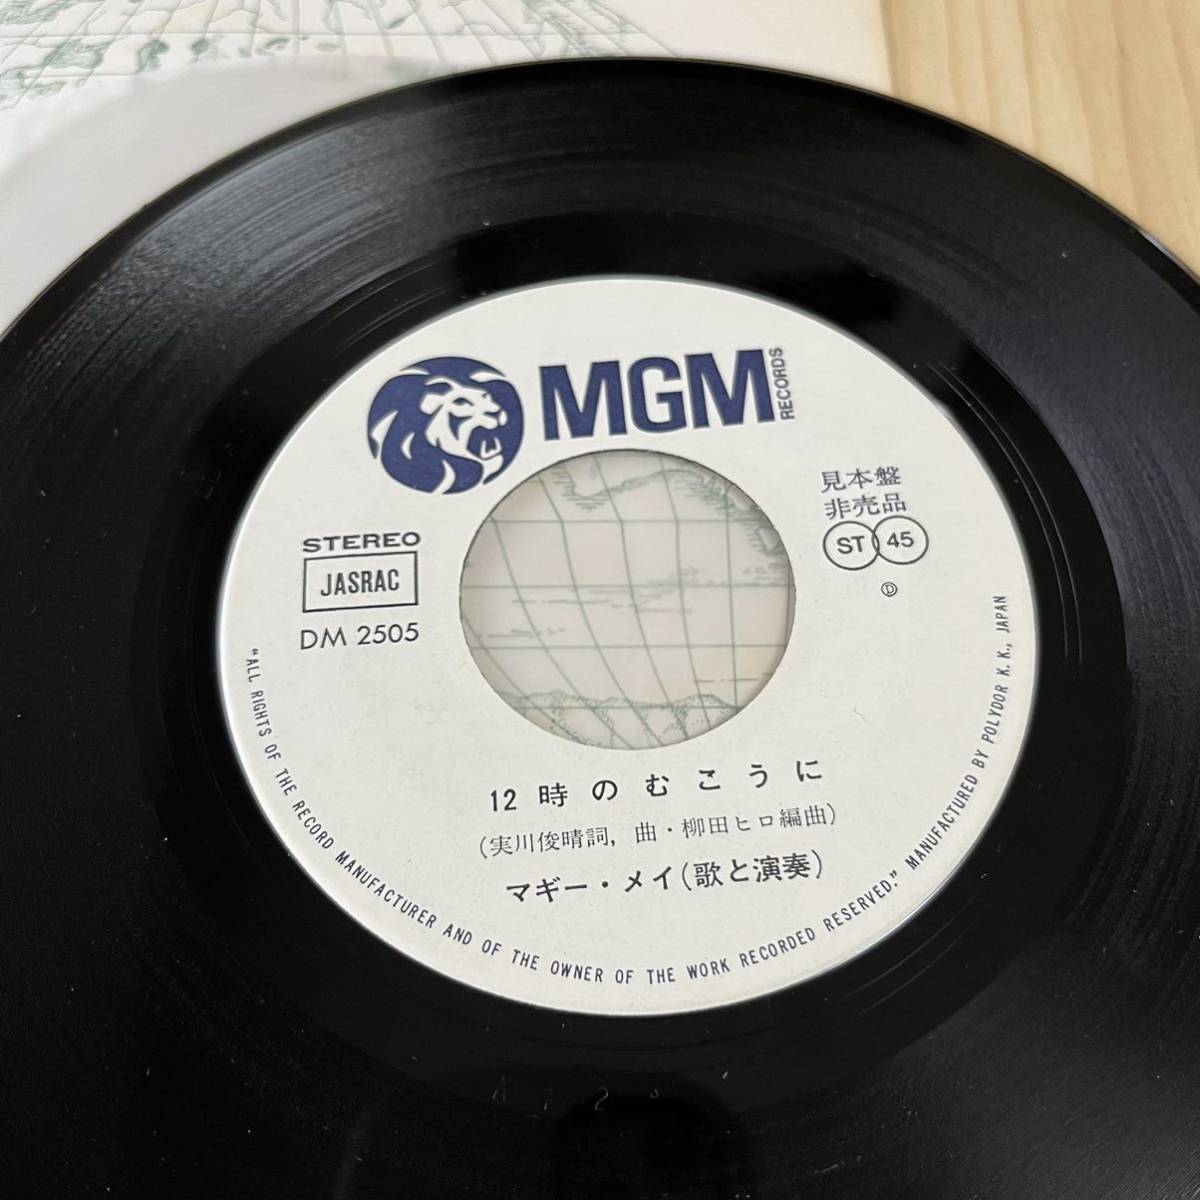 MGM RECORDS
見本盤
非売品
ST 45
Ⓓ
STEREO
JASRAC
DM 2505
12時のむこうに
(実川俊晴詞, 曲・柳田ヒロ編曲)
マギー・メイ(歌と演奏)
"ALL RIGHTS OF THE RECORD MANUFACTURER AND OF THE OWNER OF THE WORK RECORDED RESERVED." MANUFACTURED BY POLYDOR K. K., JAPAN